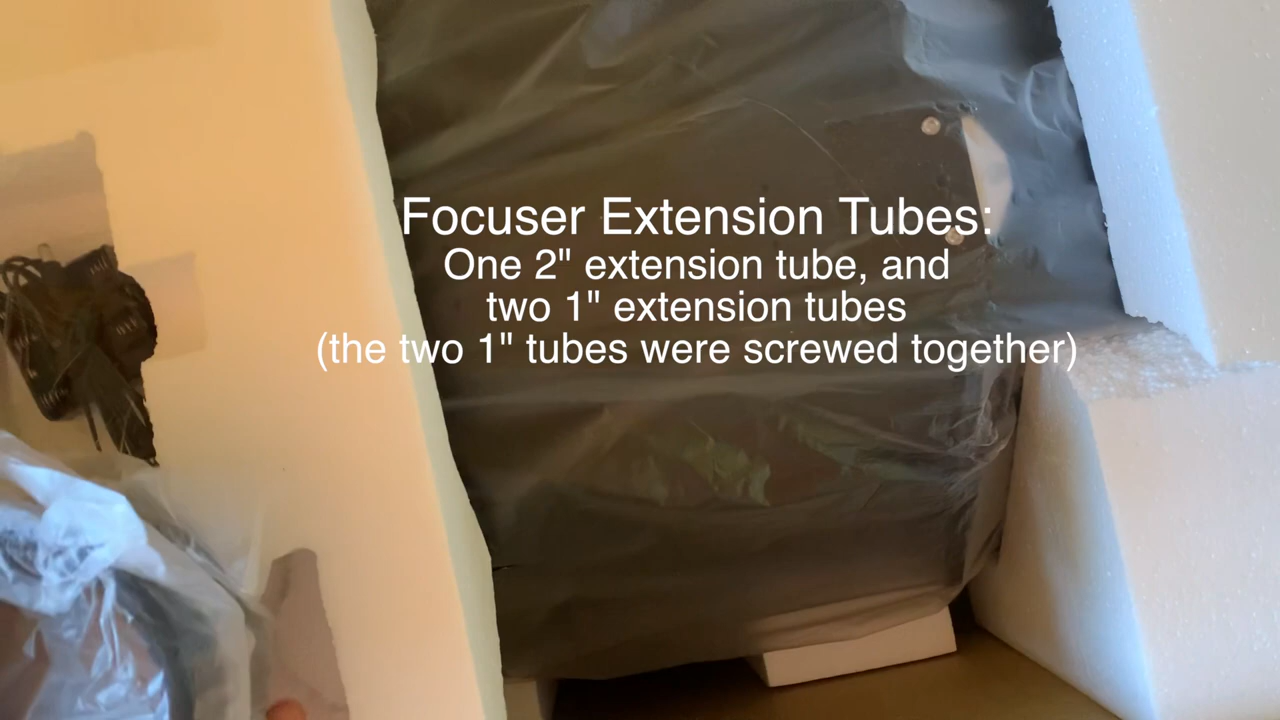 Focuser Extension Tubes:
One 2" extension tube, and
two 1" extension tubes
(the two 1" tubes were screwed together)